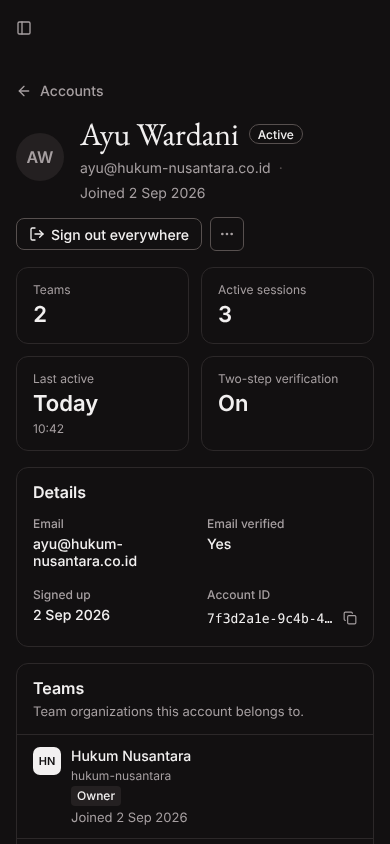 Accounts
Ayu Wardani Active
AW
ayu@hukum-nusantara.co.id ·
Joined 2 Sep 2026
Sign out everywhere
Teams Active sessions
2 3
Last active Two-step verification
Today On
10:42
Details
Email Email verified
ayu@hukum- Yes
nusantara.co.id
Signed up Account ID
2 Sep 2026 7f3d2a1e-9c4b-4…
Teams
Team organizations this account belongs to.
HN Hukum Nusantara
hukum-nusantara
Owner
Joined 2 Sep 2026